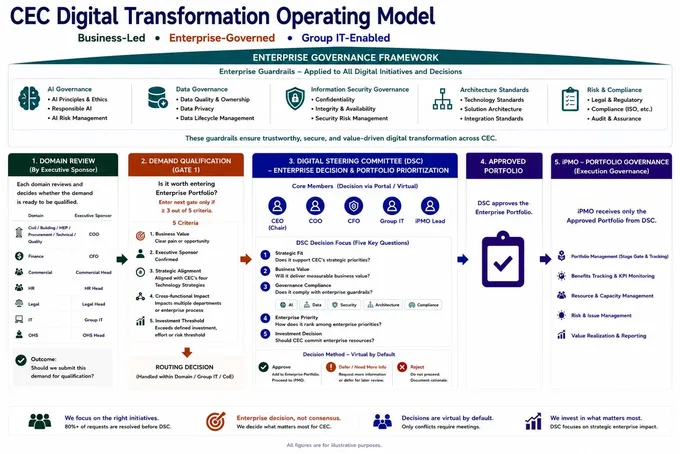 CEC Digital Transformation Operating Model
Business-Led • Enterprise-Governed • Group IT-Enabled
ENTERPRISE GOVERNANCE FRAMEWORK
Enterprise Guardrails – Applied to All Digital Initiatives and Decisions
AI Governance
• AI Principles & Ethics
• Responsible AI
• AI Risk Management
Data Governance
• Data Quality & Ownership
• Data Privacy
• Data Lifecycle Management
Information Security Governance
• Confidentiality
• Integrity & Availability
• Security Risk Management
Architecture Standards
• Technology Standards
• Solution Architecture
• Integration Standards
Risk & Compliance
• Legal & Regulatory
• Compliance (ISO, etc.)
• Audit & Assurance
These guardrails ensure trustworthy, secure, and value-driven digital transformation across CEC.
1. DOMAIN REVIEW
(By Executive Sponsor)
Each domain reviews and
decides whether the demand
is ready to be qualified.
Domain Executive Sponsor
Civil / Building / MEP /
Procurement / Technical /
Quality
COO
Finance CFO
Commercial Commercial Head
HR HR Head
Legal Legal Head
IT Group IT
OHS OHS Head
Outcome:
Should we submit this
demand for qualification?
2. DEMAND QUALIFICATION
(GATE 1)
Is it worth entering
Enterprise Portfolio?
Enter next gate only if
≥ 3 out of 5 criteria.
5 Criteria
1. Business Value
Clear pain or opportunity
2. Executive Sponsor
Confirmed
3. Strategic Alignment
Aligned with CEC's four
Technology Strategies
4. Cross-functional Impact
Impacts multiple departments
or enterprise process
5. Investment Threshold
Exceeds defined investment,
effort or risk threshold
ROUTING DECISION
(Handled within Domain / Group IT / CoE)
3. DIGITAL STEERING COMMITTEE (DSC)
– ENTERPRISE DECISION & PORTFOLIO PRIORITIZATION
Core Members (Decision via Portal / Virtual)
CEO
(Chair)
COO
CFO
Group IT
iPMO Lead
DSC Decision Focus (Five Key Questions)
1 Strategic Fit
Does it support CEC's strategic priorities?
2 Business Value
Will it deliver measurable business value?
3 Governance Compliance
Does it comply with enterprise guardrails?
AI Data Security Architecture Compliance
4 Enterprise Priority
How does it rank among enterprise priorities?
5 Investment Decision
Should CEC commit enterprise resources?
Decision Method – Virtual by Default
Approve
Add to Enterprise Portfolio.
Proceed to iPMO.
Defer / Need More Info
Request more information
or defer for later review.
Reject
Do not proceed.
Document rationale.
4. APPROVED
PORTFOLIO
DSC approves the
Enterprise Portfolio.
5. iPMO – PORTFOLIO GOVERNANCE
(Execution Governance)
iPMO receives only the
Approved Portfolio from DSC.
Portfolio Management (Stage Gate & Tracking)
Benefits Tracking & KPI Monitoring
Resource & Capacity Management
Risk & Issue Management
Value Realization & Reporting
We focus on the right initiatives.
80%+ of requests are resolved before DSC.
Enterprise decision, not consensus.
We decide what matters most for CEC.
Decisions are virtual by default.
Only conflicts require meetings.
We invest in what matters most.
DSC focuses on strategic enterprise impact.
All figures are for illustrative purposes.